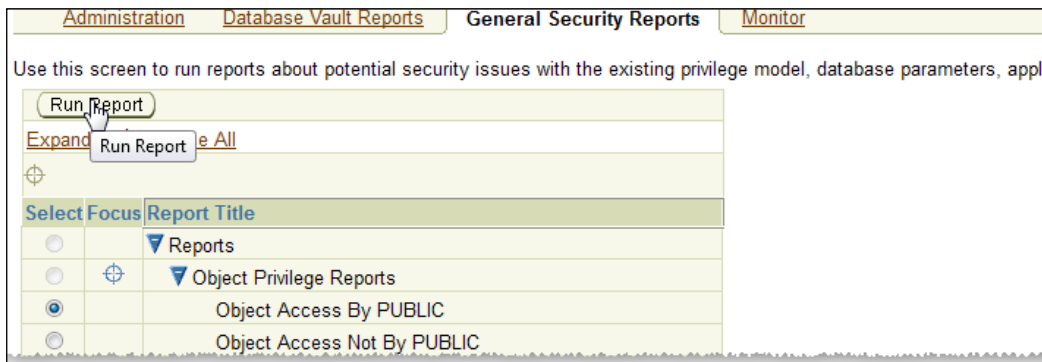 Administration Database Vault Reports General Security Reports Monitor
Use this screen to run reports about potential security issues with the existing privilege model, database parameters, appl
Run Report
Expand e All
Run Report
Select Focus Report Title
Reports
Object Privilege Reports
Object Access By PUBLIC
Object Access Not By PUBLIC